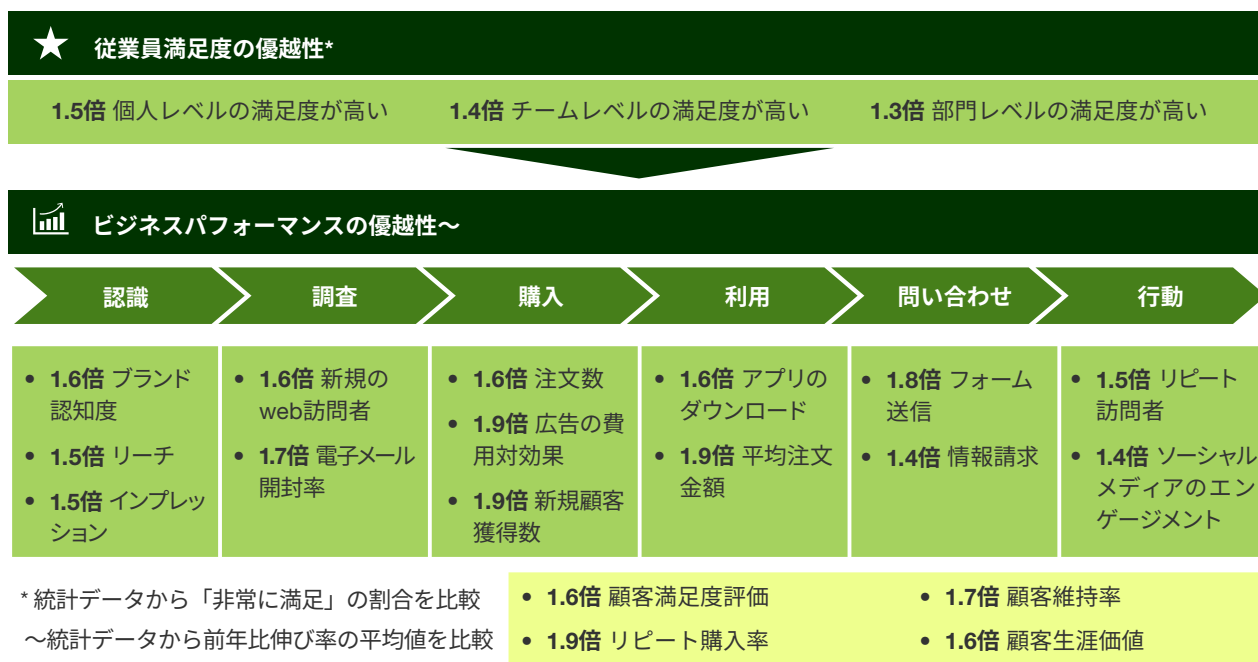 従業員満足度の優越性*
1.5倍 個人レベルの満足度が高い
1.4倍 チームレベルの満足度が高い
1.3倍 部門レベルの満足度が高い
ビジネスパフォーマンスの優越性～
認識
調査
購入
利用
問い合わせ
行動
• 1.6倍 ブランド
認知度
• 1.5倍 リーチ
• 1.5倍 インプレッ
ション
• 1.6倍 新規の
web訪問者
• 1.7倍 電子メール
開封率
• 1.6倍 注文数
• 1.9倍 広告の費
用対効果
• 1.9倍 新規顧客
獲得数
• 1.6倍 アプリの
ダウンロード
• 1.9倍 平均注文
金額
• 1.8倍 フォーム
送信
• 1.4倍 情報請求
• 1.5倍 リピート
訪問者
• 1.4倍 ソーシャル
メディアのエン
ゲージメント
* 統計データから「非常に満足」の割合を比較
～統計データから前年比伸び率の平均値を比較
• 1.6倍 顧客満足度評価
• 1.9倍 リピート購入率
• 1.7倍 顧客維持率
• 1.6倍 顧客生涯価値